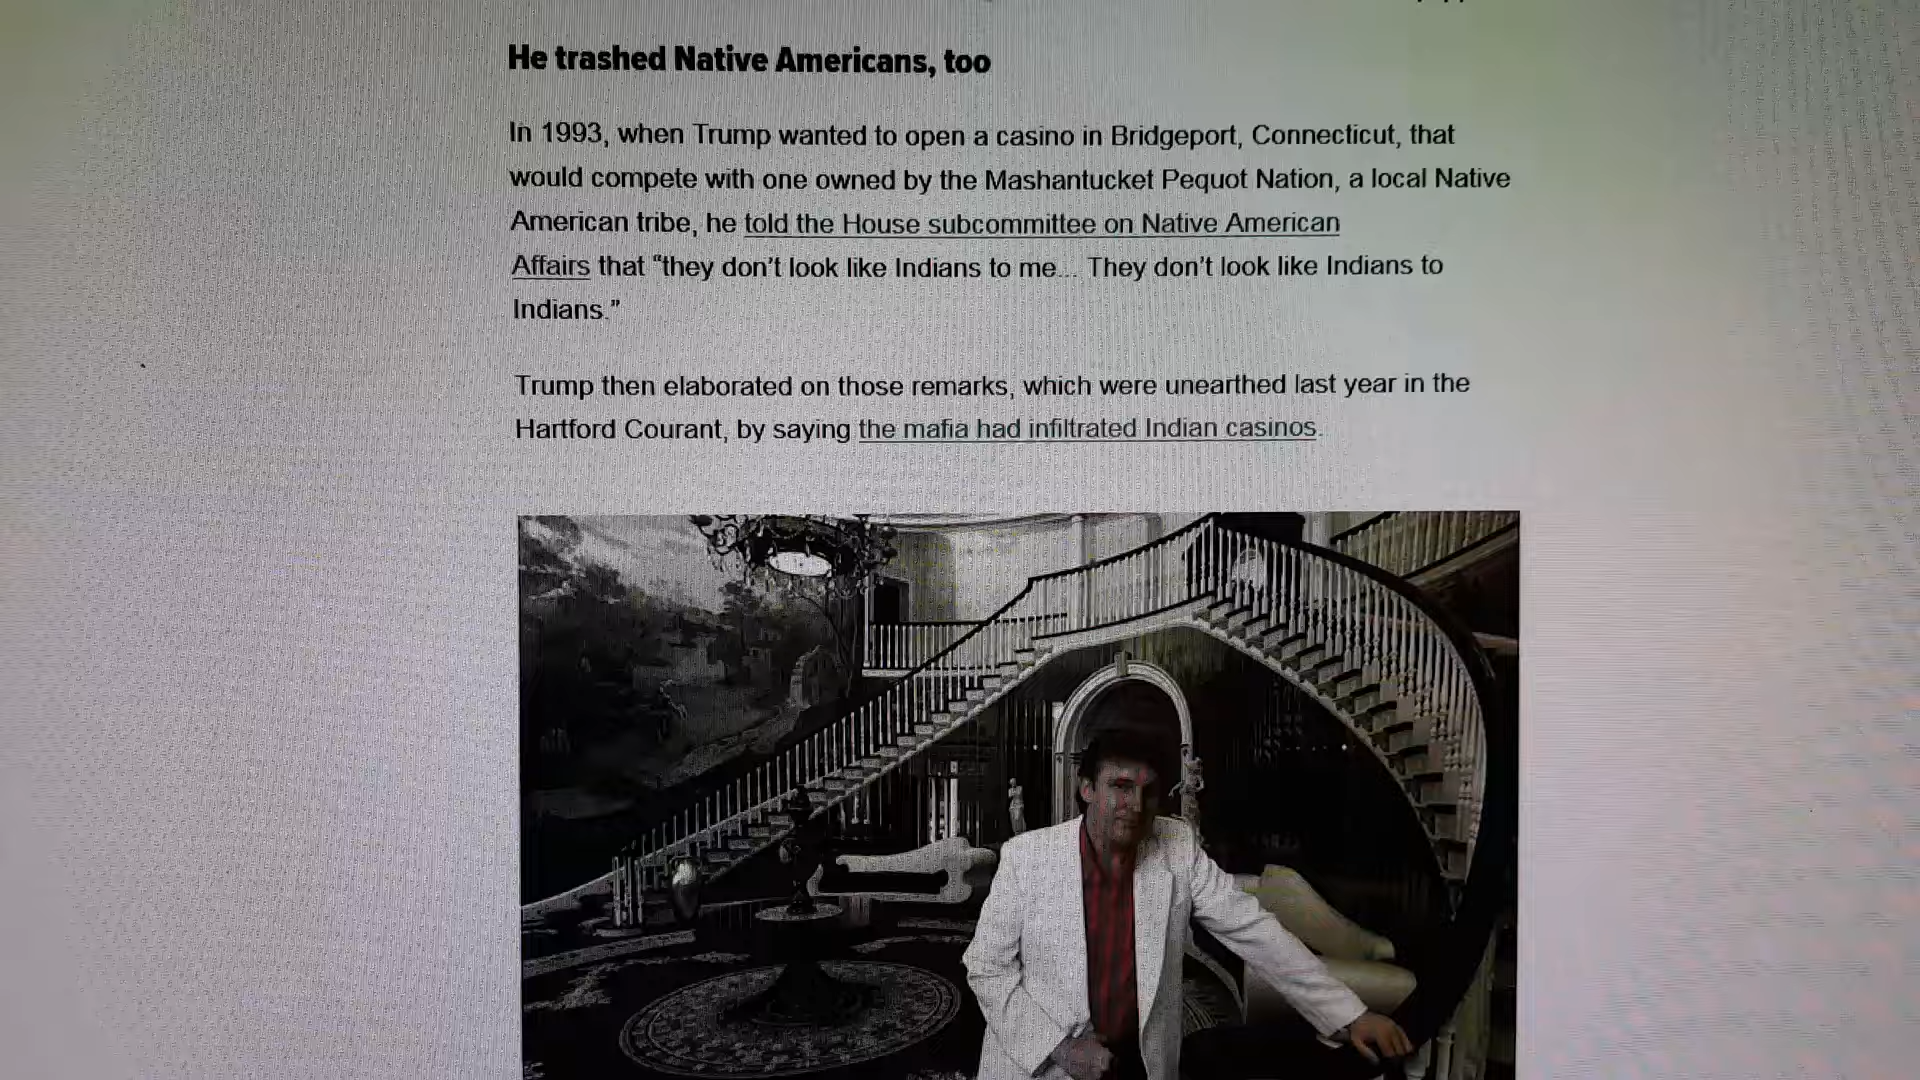 He trashed Native Americans, too
In 1993, when Trump wanted to open a casino in Bridgeport, Connecticut, that
would compete with one owned by the Mashantucket Pequot Nation, a local Native
American tribe, he told the House subcommittee on Native American
Affairs that “they don’t look like Indians to me... They don’t look like Indians to
Indians.”
Trump then elaborated on those remarks, which were unearthed last year in the
Hartford Courant, by saying the mafia had infiltrated Indian casinos.